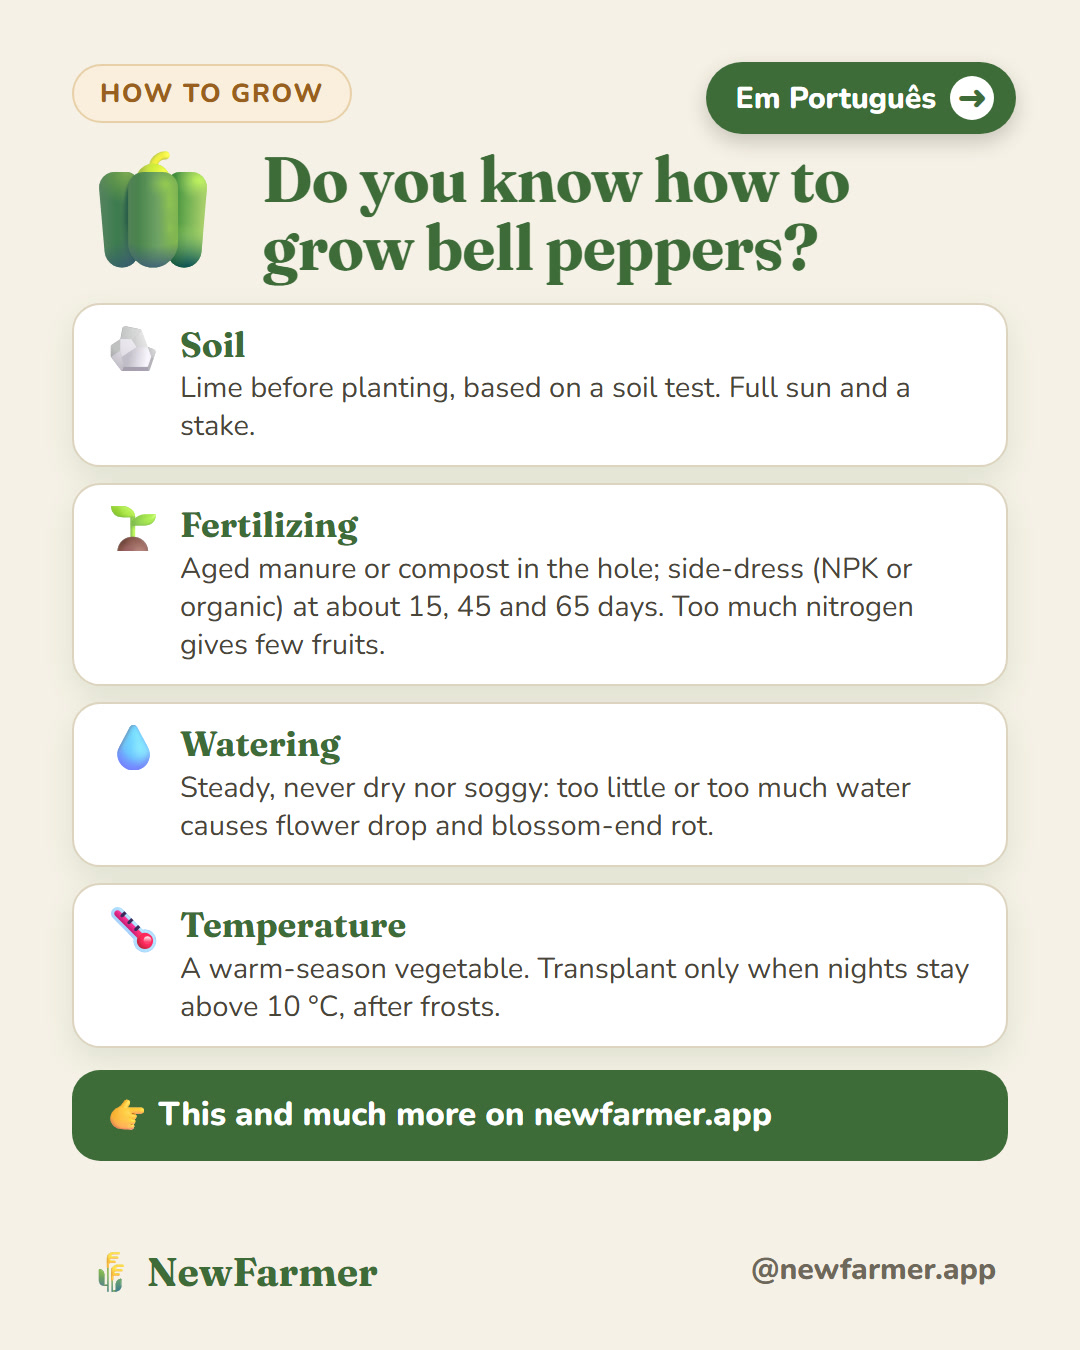 HOW TO GROW
Em Português
Do you know how to
grow bell peppers?
Soil
Lime before planting, based on a soil test. Full sun and a
stake.
Fertilizing
Aged manure or compost in the hole; side-dress (NPK or
organic) at about 15, 45 and 65 days. Too much nitrogen
gives few fruits.
Watering
Steady, never dry nor soggy: too little or too much water
causes flower drop and blossom-end rot.
Temperature
A warm-season vegetable. Transplant only when nights stay
above 10 °C, after frosts.
This and much more on newfarmer.app
NewFarmer
@newfarmer.app